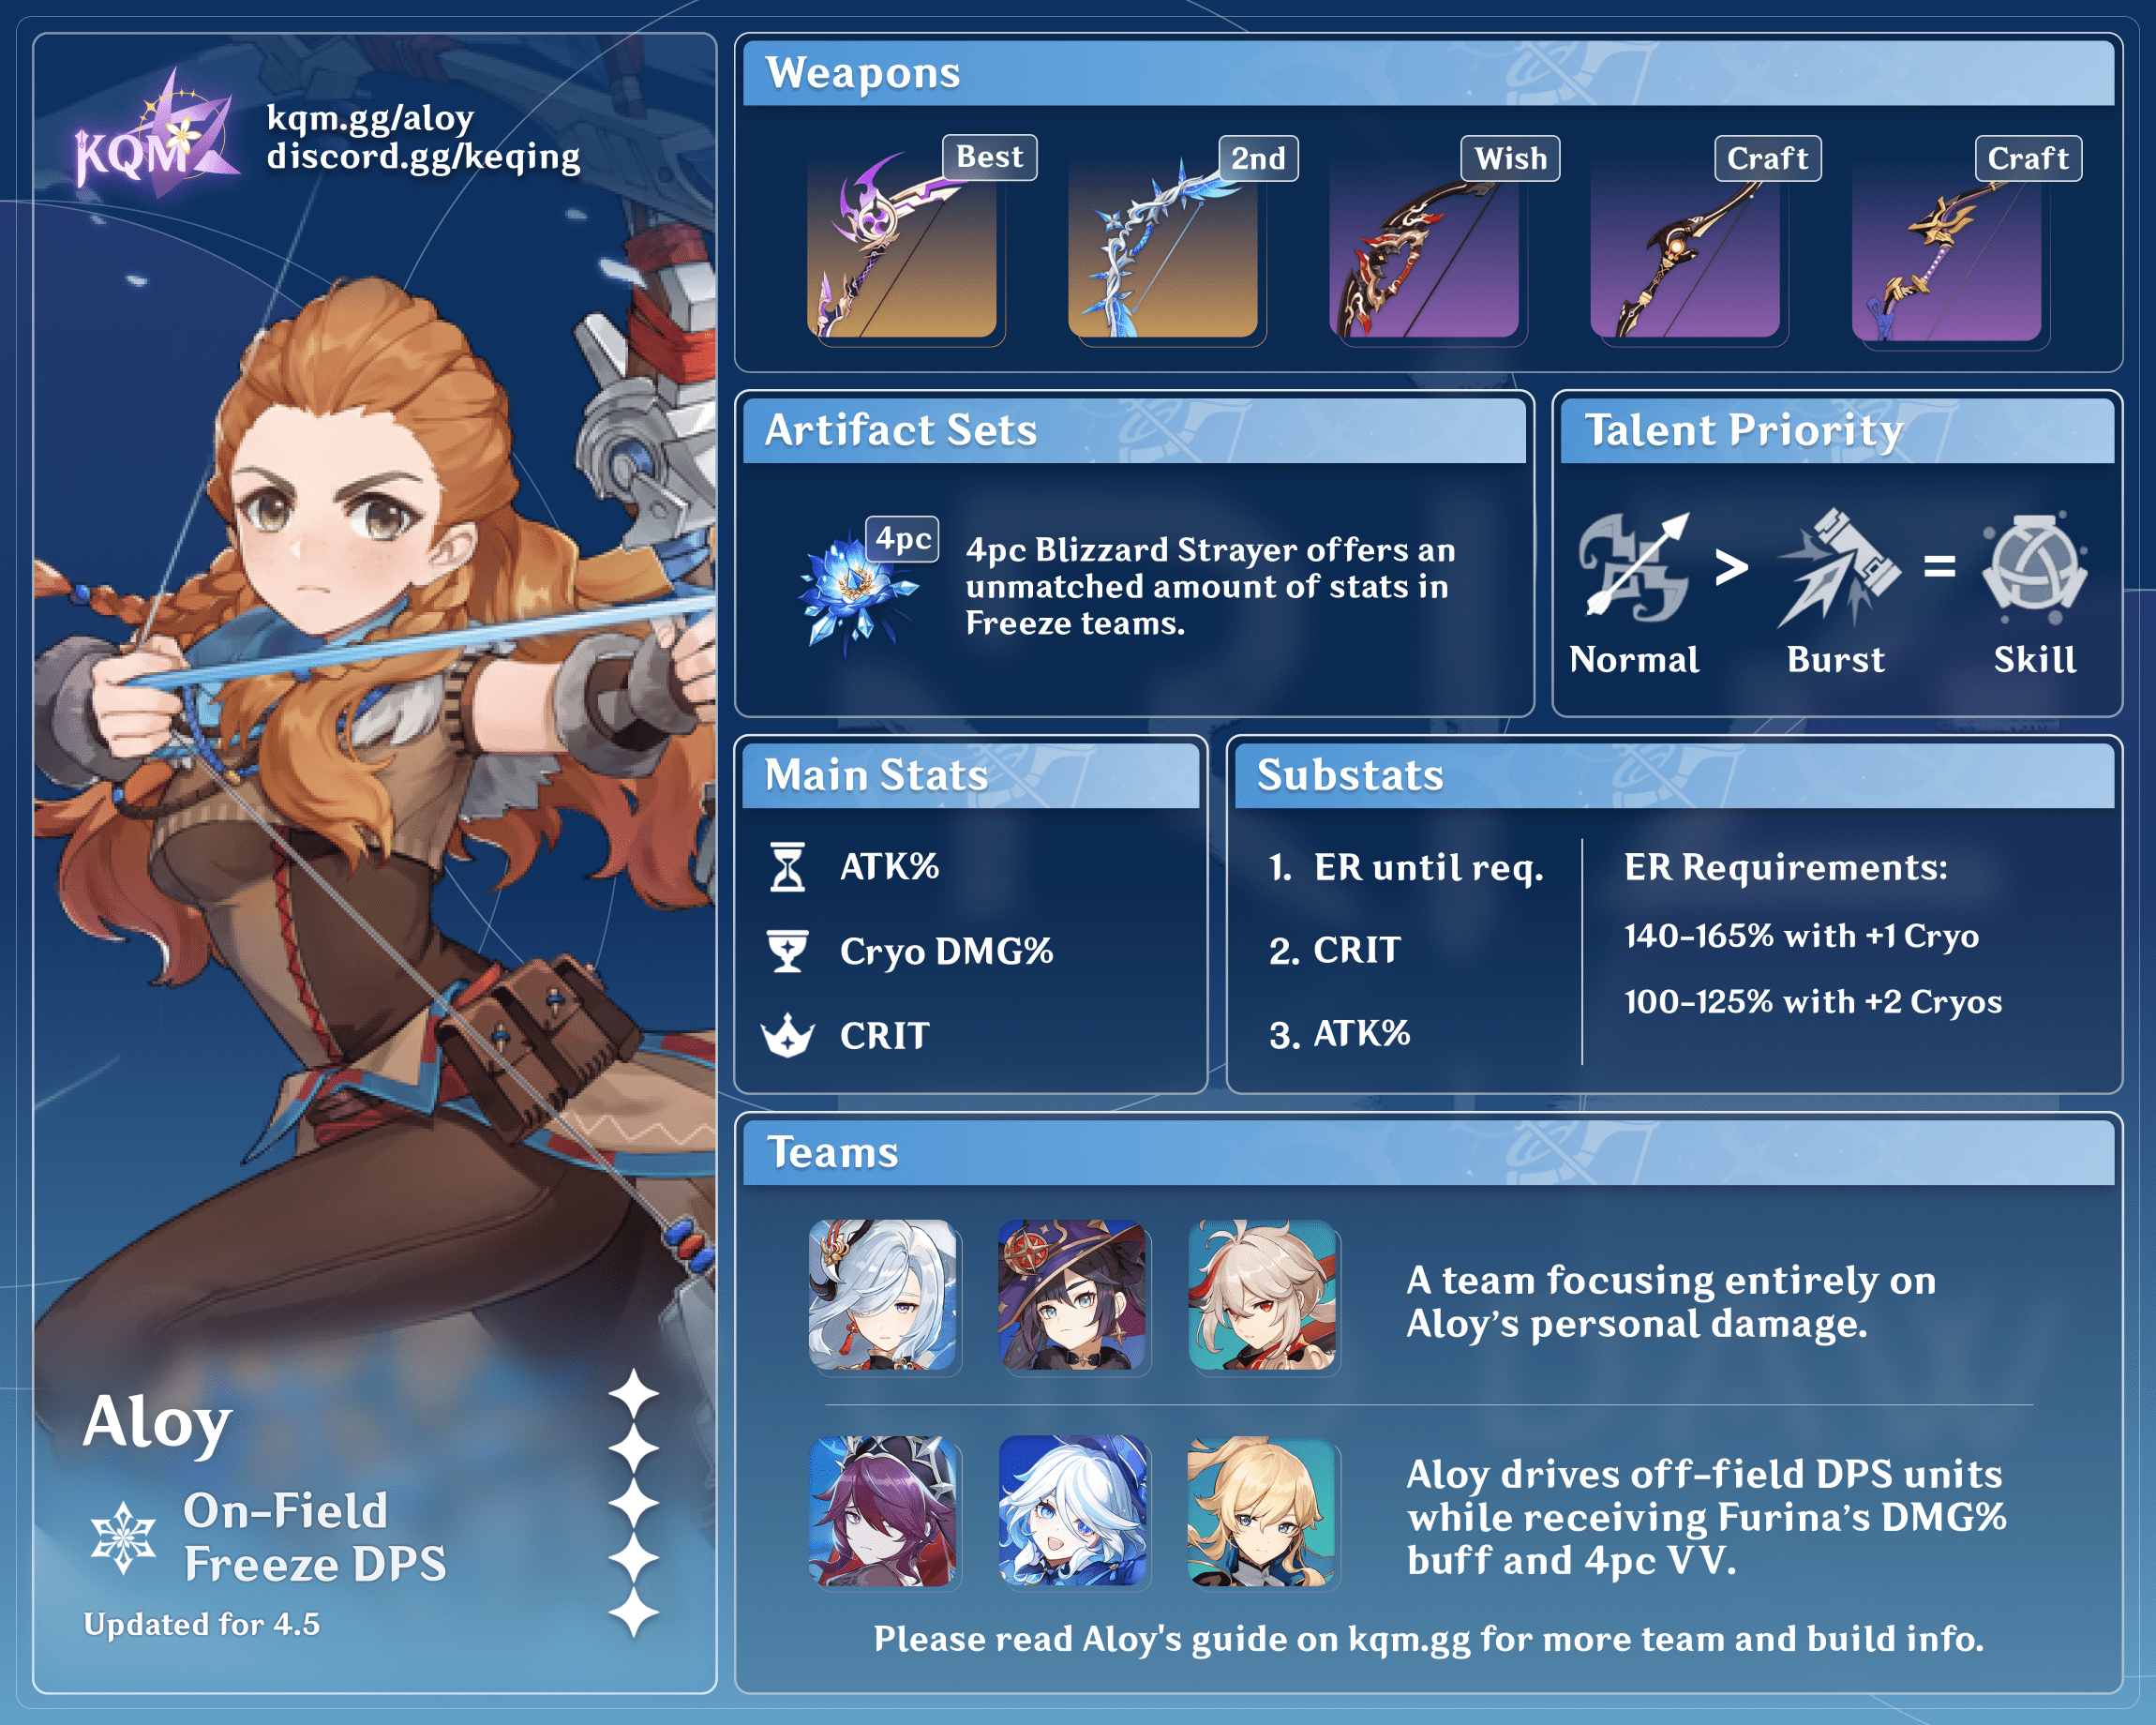 KQM
kqm.gg/aloy
discord.gg/keqing
Aloy
On-Field
Freeze DPS
Updated for 4.5
Weapons
Best
2nd
Wish
Craft
Craft
Artifact Sets
4pc
4pc Blizzard Strayer offers an
unmatched amount of stats in
Freeze teams.
Talent Priority
Normal
>
Burst
=
Skill
Main Stats
ATK%
Cryo DMG%
CRIT
Substats
1. ER until req.
2. CRIT
3. ATK%
ER Requirements:
140-165% with +1 Cryo
100-125% with +2 Cryos
Teams
A team focusing entirely on
Aloy’s personal damage.
Aloy drives off-field DPS units
while receiving Furina’s DMG%
buff and 4pc VV.
Please read Aloy's guide on kqm.gg for more team and build info.